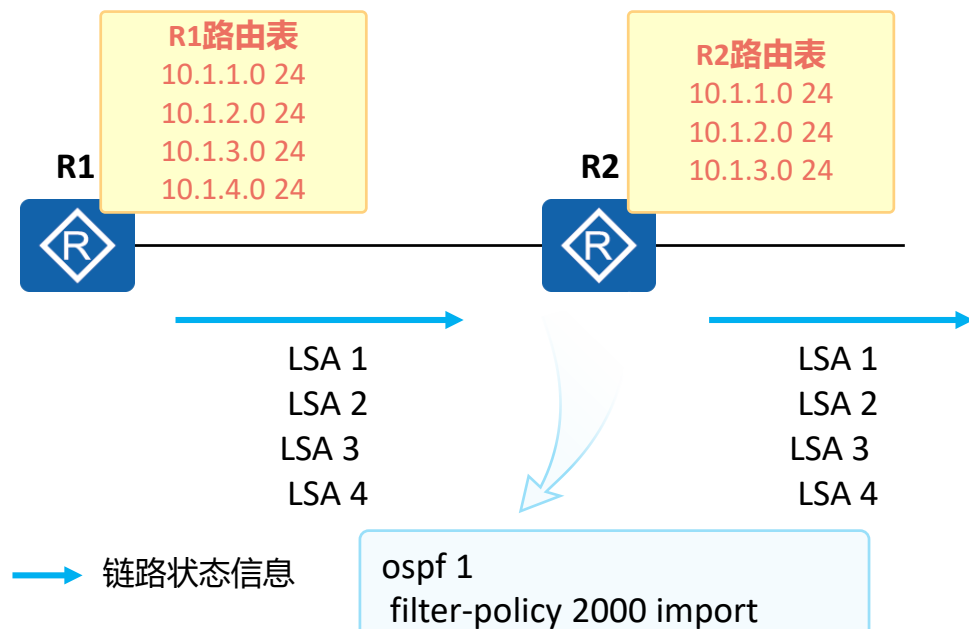 R1路由表
10.1.1.0 24
10.1.2.0 24
10.1.3.0 24
10.1.4.0 24
R1
R
R2路由表
10.1.1.0 24
10.1.2.0 24
10.1.3.0 24
R2
R
LSA 1
LSA 2
LSA 3
LSA 4
LSA 1
LSA 2
LSA 3
LSA 4
链路状态信息
ospf 1
filter-policy 2000 import